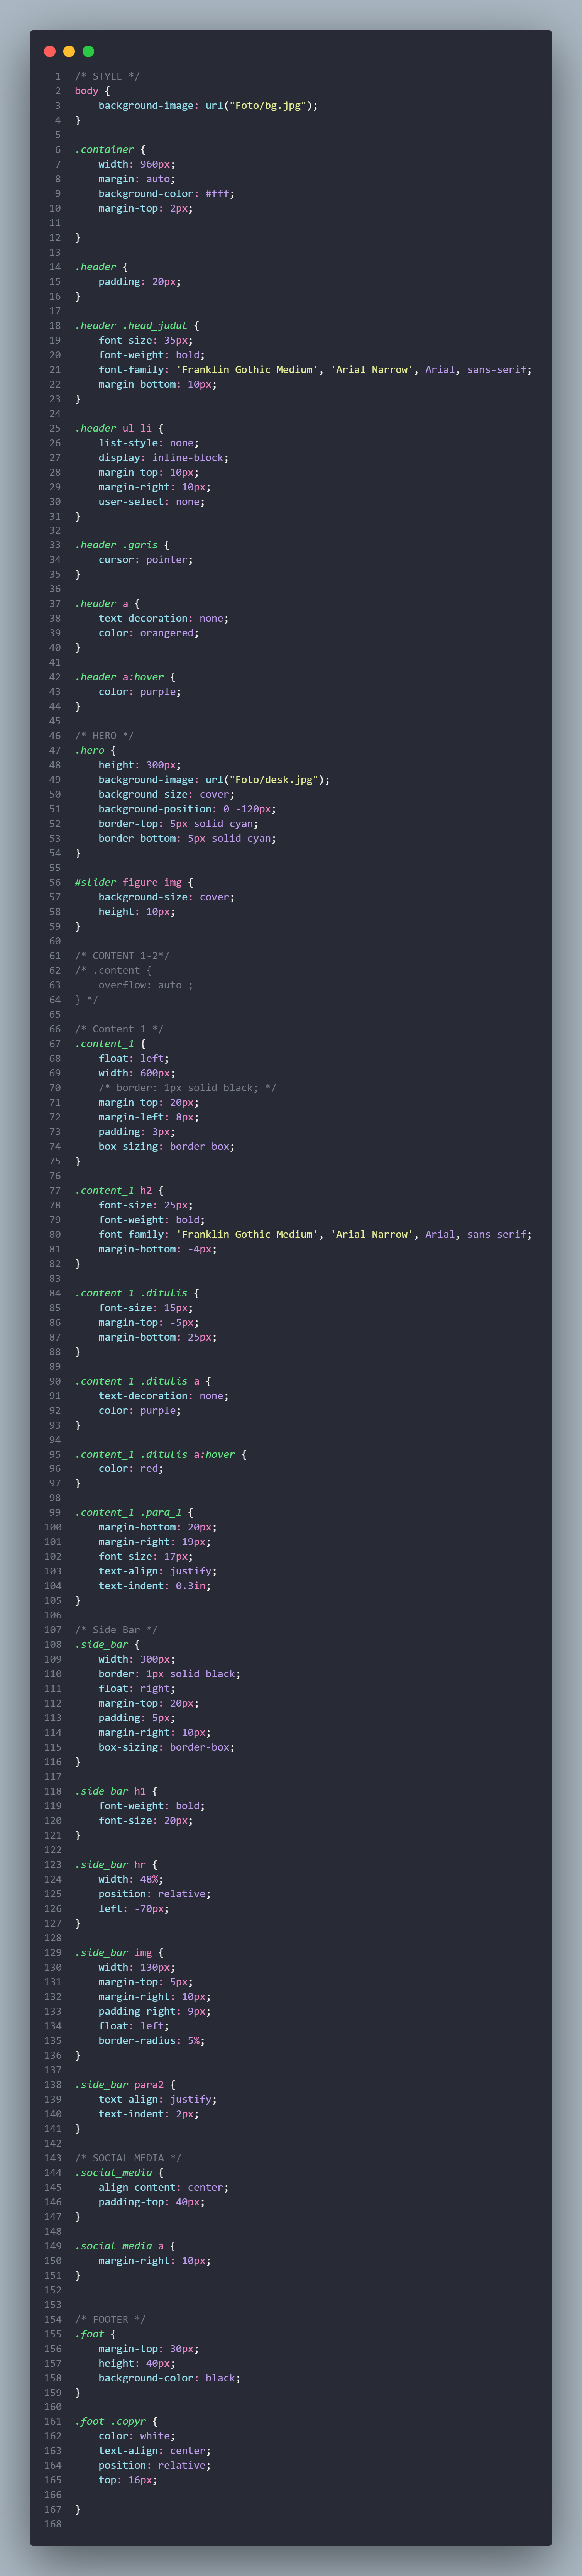 1 /* STYLE */
2 body {
3     background-image: url("Foto/bg.jpg");
4 }
5
6 .container {
7     width: 960px;
8     margin: auto;
9     background-color: #fff;
10     margin-top: 2px;
11
12 }
13
14 .header {
15     padding: 20px;
16 }
17
18 .header .head_judul {
19     font-size: 35px;
20     font-weight: bold;
21     font-family: 'Franklin Gothic Medium', 'Arial Narrow', Arial, sans-serif;
22     margin-bottom: 10px;
23 }
24
25 .header ul li {
26     list-style: none;
27     display: inline-block;
28     margin-top: 10px;
29     margin-right: 10px;
30     user-select: none;
31 }
32
33 .header .garis {
34     cursor: pointer;
35 }
36
37 .header a {
38     text-decoration: none;
39     color: orangered;
40 }
41
42 .header a:hover {
43     color: purple;
44 }
45
46 /* HERO */
47 .hero {
48     height: 300px;
49     background-image: url("Foto/desk.jpg");
50     background-size: cover;
51     background-position: 0 -120px;
52     border-top: 5px solid cyan;
53     border-bottom: 5px solid cyan;
54 }
55
56 #slider figure img {
57     background-size: cover;
58     height: 10px;
59 }
60
61 /* CONTENT 1-2*/
62 /* .content {
63     overflow: auto ;
64 } */
65
66 /* Content 1 */
67 .content_1 {
68     float: left;
69     width: 600px;
70     /* border: 1px solid black; */
71     margin-top: 20px;
72     margin-left: 8px;
73     padding: 3px;
74     box-sizing: border-box;
75 }
76
77 .content_1 h2 {
78     font-size: 25px;
79     font-weight: bold;
80     font-family: 'Franklin Gothic Medium', 'Arial Narrow', Arial, sans-serif;
81     margin-bottom: -4px;
82 }
83
84 .content_1 .ditulis {
85     font-size: 15px;
86     margin-top: -5px;
87     margin-bottom: 25px;
88 }
89
90 .content_1 .ditulis a {
91     text-decoration: none;
92     color: purple;
93 }
94
95 .content_1 .ditulis a:hover {
96     color: red;
97 }
98
99 .content_1 .para_1 {
100     margin-bottom: 20px;
101     margin-right: 19px;
102     font-size: 17px;
103     text-align: justify;
104     text-indent: 0.3in;
105 }
106
107 /* Side Bar */
108 .side_bar {
109     width: 300px;
110     border: 1px solid black;
111     float: right;
112     margin-top: 20px;
113     padding: 5px;
114     margin-right: 10px;
115     box-sizing: border-box;
116 }
117
118 .side_bar h1 {
119     font-weight: bold;
120     font-size: 20px;
121 }
122
123 .side_bar hr {
124     width: 48%;
125     position: relative;
126     left: -70px;
127 }
128
129 .side_bar img {
130     width: 130px;
131     margin-top: 5px;
132     margin-right: 10px;
133     padding-right: 9px;
134     float: left;
135     border-radius: 5%;
136 }
137
138 .side_bar para2 {
139     text-align: justify;
140     text-indent: 2px;
141 }
142
143 /* SOCIAL MEDIA */
144 .social_media {
145     align-content: center;
146     padding-top: 40px;
147 }
148
149 .social_media a {
150     margin-right: 10px;
151 }
152
153
154 /* FOOTER */
155 .foot {
156     margin-top: 30px;
157     height: 40px;
158     background-color: black;
159 }
160
161 .foot .copyr {
162     color: white;
163     text-align: center;
164     position: relative;
165     top: 16px;
166
167 }
168